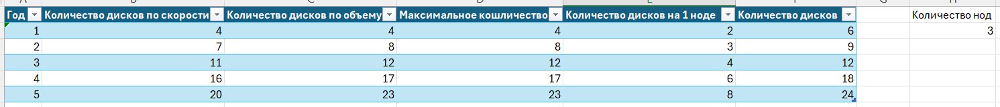 Год Количество дисков по скорости Количество дисков по объему Максимальное кошличество Количество дисков на 1 ноде Количество дисков Количество нод
1 4 4 4 2 6 3
2 7 8 8 3 9
3 11 12 12 4 12
4 16 17 17 6 18
5 20 23 23 8 24